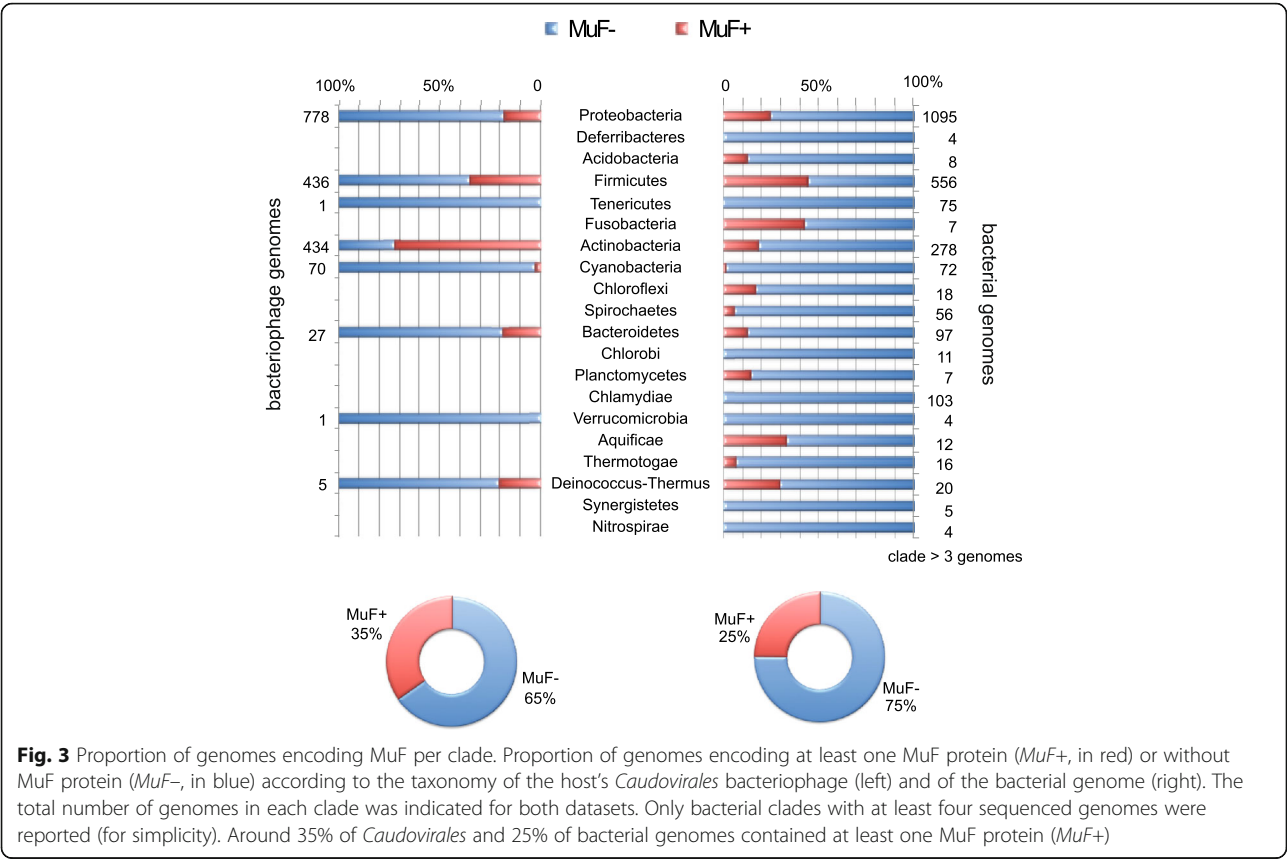 MuF- MuF+
100% 50% 0 0 50% 100%
778 Proteobacteria 1095
Deferribacteres 4
Acidobacteria 8
436 Firmicutes 556
1 Tenericutes 75
Fusobacteria 7
434 Actinobacteria 278
70 Cyanobacteria 72
Chloroflexi 18
Spirochaetes 56
27 Bacteroidetes 97
Chlorobi 11
Planctomycetes 7
Chlamydiae 103
1 Verrucomicrobia 4
Aquificae 12
Thermotogae 16
5 Deinococcus-Thermus 20
Synergistetes 5
Nitrospirae 4
bacteriophage genomes
bacterial genomes
clade > 3 genomes
MuF+
35%
MuF-
65%
MuF+
25%
MuF-
75%
Fig. 3 Proportion of genomes encoding MuF per clade. Proportion of genomes encoding at least one MuF protein (MuF+, in red) or without
MuF protein (MuF−, in blue) according to the taxonomy of the host's Caudovirales bacteriophage (left) and of the bacterial genome (right). The
total number of genomes in each clade was indicated for both datasets. Only bacterial clades with at least four sequenced genomes were
reported (for simplicity). Around 35% of Caudovirales and 25% of bacterial genomes contained at least one MuF protein (MuF+)